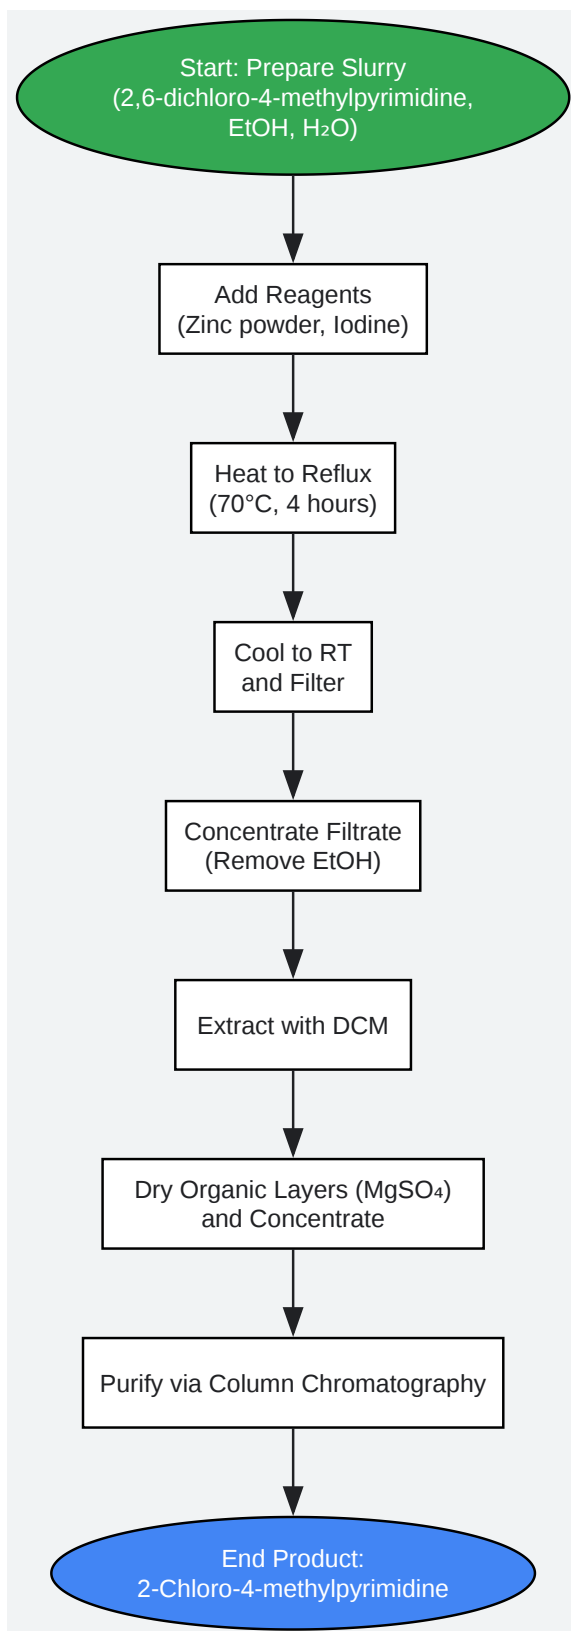 Start: Prepare Slurry
(2,6-dichloro-4-methylpyrimidine,
EtOH, H₂O)
Add Reagents
(Zinc powder, Iodine)
Heat to Reflux
(70°C, 4 hours)
Cool to RT
and Filter
Concentrate Filtrate
(Remove EtOH)
Extract with DCM
Dry Organic Layers (MgSO₄)
and Concentrate
Purify via Column Chromatography
End Product:
2-Chloro-4-methylpyrimidine